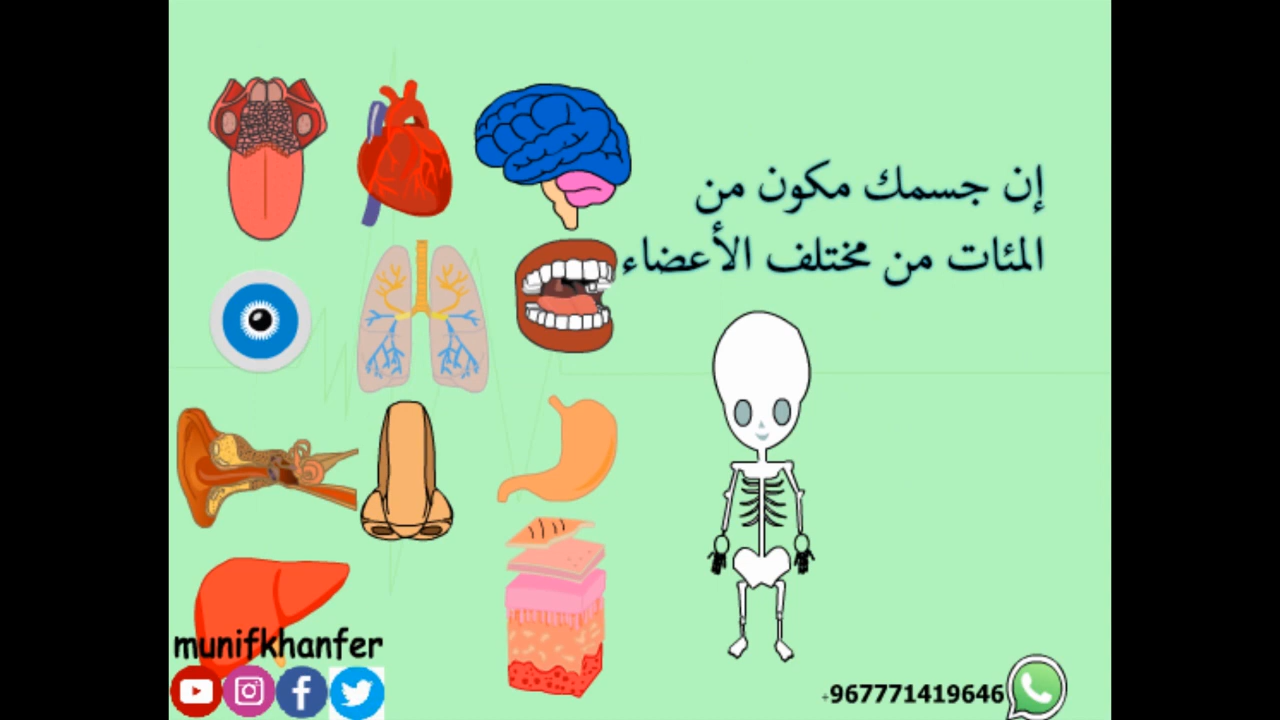 إن جسمك مكون من
المئات من مختلف الأعضاء
munifkhanfer
+967771419646